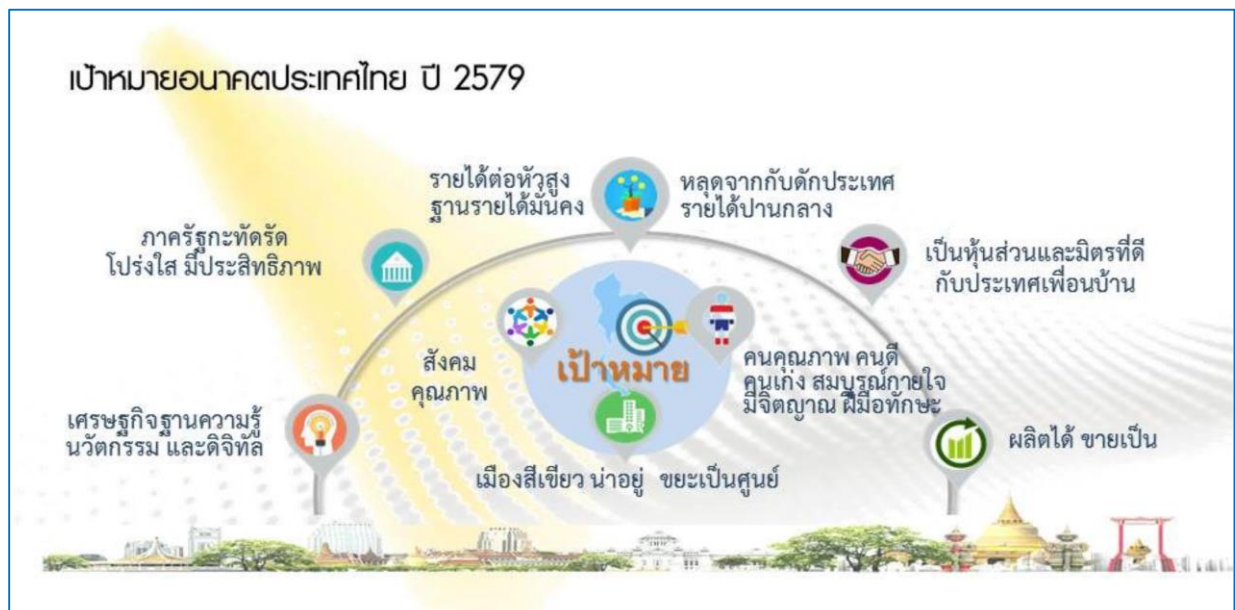 เป้าหมายอนาคตประเทศไทย ปี 2579
รายได้ต่อหัวสูง
ฐานรายได้มั่นคง
หลุดจากกับดักประเทศ
รายได้ปานกลาง
ภาครัฐกะทัดรัด
โปร่งใส มีประสิทธิภาพ
เป็นหุ้นส่วนและมิตรที่ดี
กับประเทศเพื่อนบ้าน
สังคม
คุณภาพ
เป้าหมาย
คนคุณภาพ คนดี
คนเก่ง สมบูรณ์กายใจ
มีจิตญาณ ฝีมือทักษะ
เศรษฐกิจฐานความรู้
นวัตกรรม และดิจิทัล
ผลิตได้ ขายเป็น
เมืองสีเขียว น่าอยู่ ขยะเป็นศูนย์